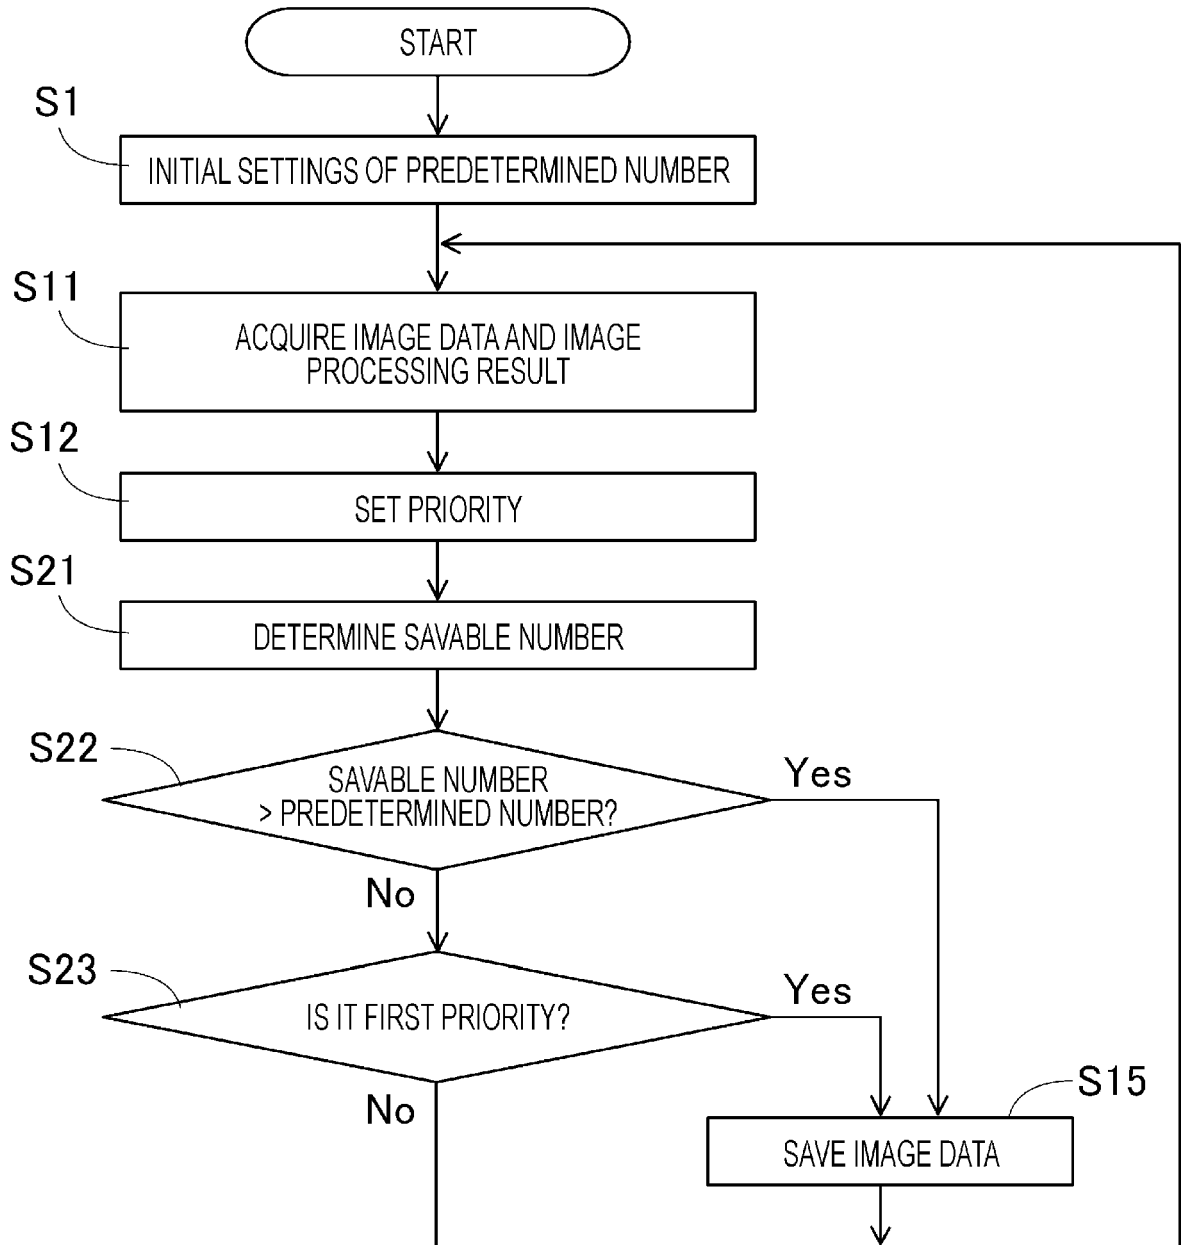 START
S1
INITIAL SETTINGS OF PREDETERMINED NUMBER
S11
ACQUIRE IMAGE DATA AND IMAGE
PROCESSING RESULT
S12
SET PRIORITY
S21
DETERMINE SAVABLE NUMBER
S22
SAVABLE NUMBER
> PREDETERMINED NUMBER?
Yes
No
S23
IS IT FIRST PRIORITY?
Yes
No
S15
SAVE IMAGE DATA